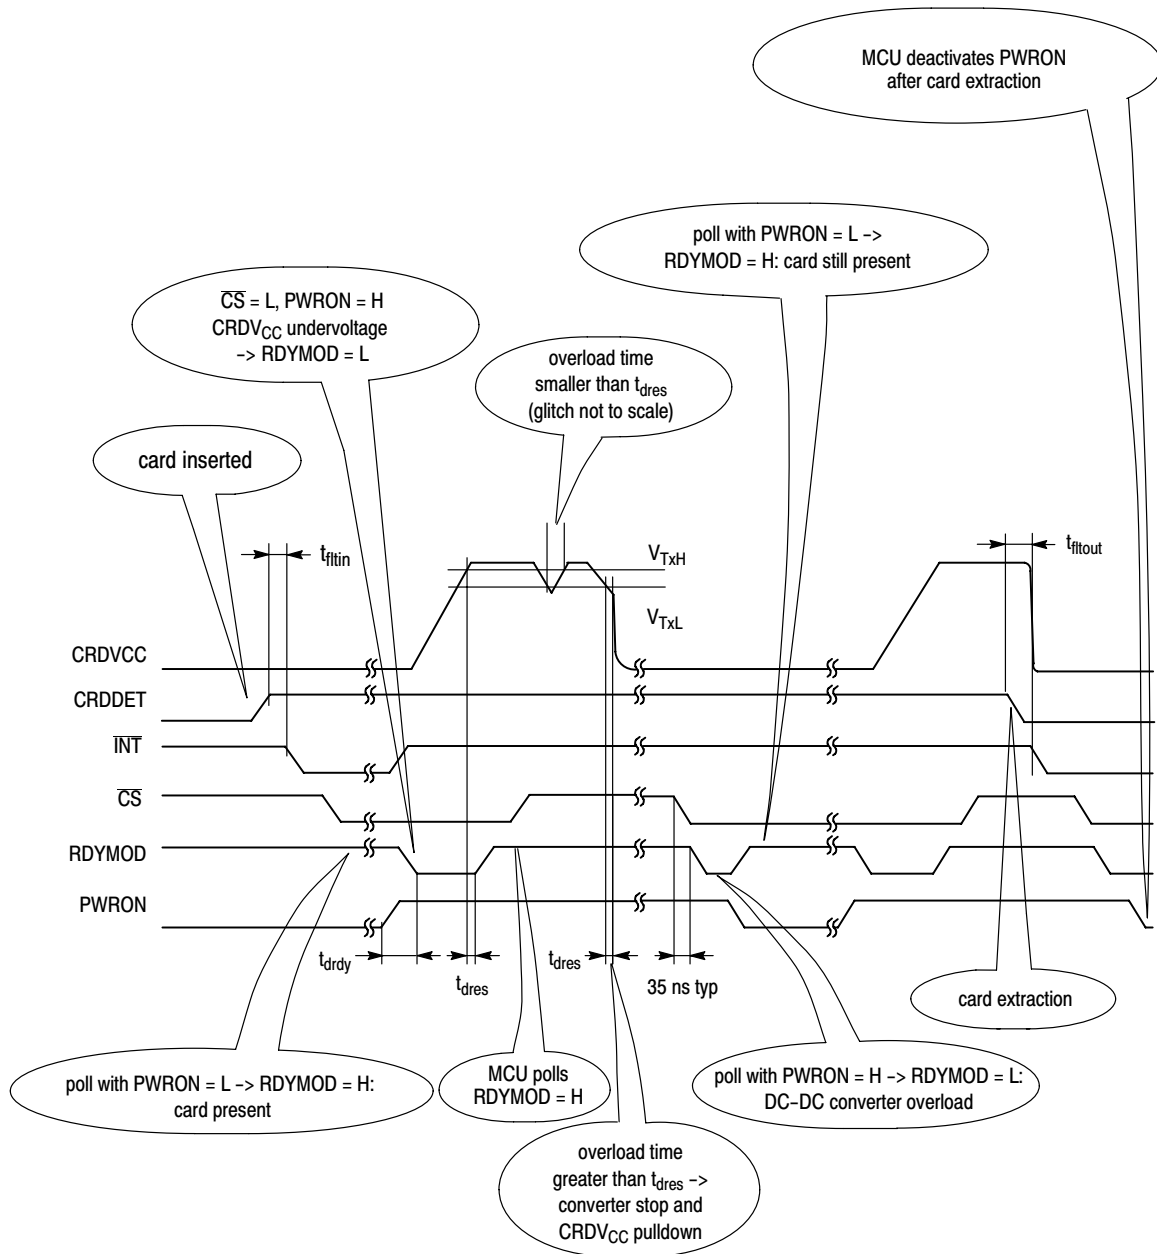 MCU deactivates PWRON
after card extraction
poll with PWRON = L −>
RDYMOD = H: card still present
CS = L, PWRON = H
CRDVCC undervoltage
−> RDYMOD = L
overload time
smaller than tdres
(glitch not to scale)
card inserted
tfltin
VTxH
tfltout
VTxL
CRDVCC
CRDDET
INT
CS
RDYMOD
PWRON
tdrdy
tdres
tdres
35 ns typ
card extraction
poll with PWRON = L −> RDYMOD = H:
card present
MCU polls
RDYMOD = H
poll with PWRON = H −> RDYMOD = L:
DC−DC converter overload
overload time
greater than tdres −>
converter stop and
CRDVCC pulldown